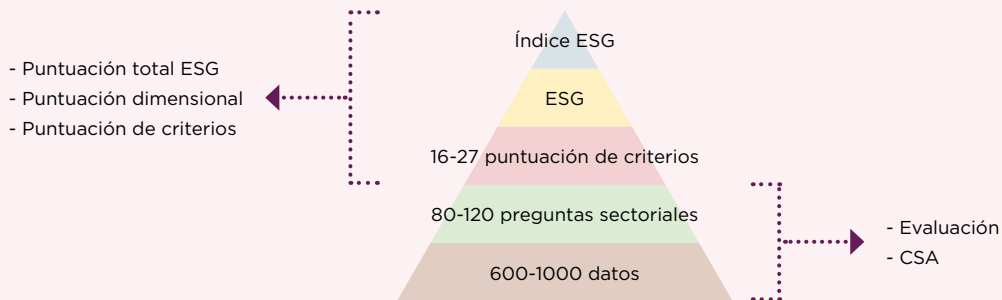 - Puntuación total ESG
- Puntuación dimensional
- Puntuación de criterios
Índice ESG
ESG
16-27 puntuación de criterios
80-120 preguntas sectoriales
600-1000 datos
- Evaluación
- CSA